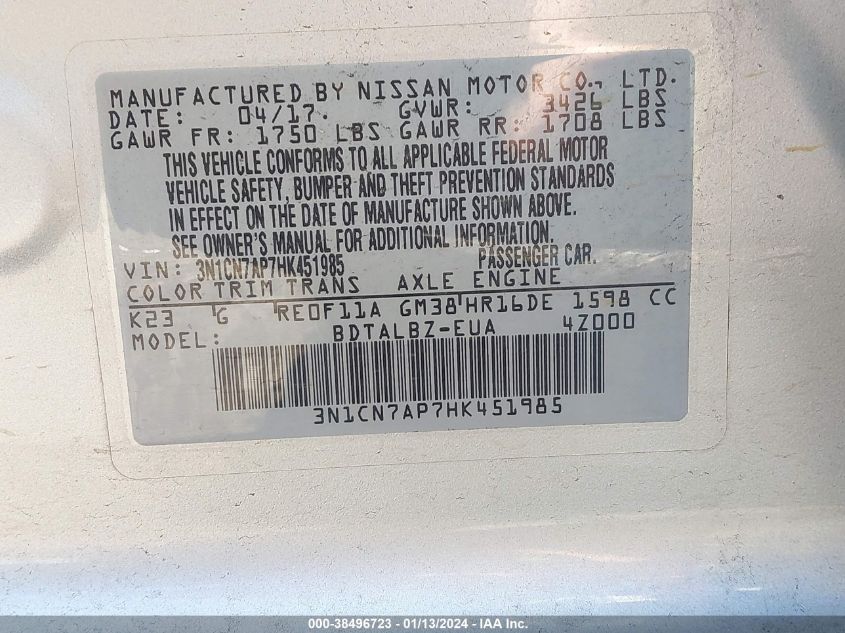 MANUFACTURED BY NISSAN MOTOR CO., LTD.
DATE: 04/17. GVWR: 3426 LBS
GAWR FR: 1750 LBS GAWR RR: 1708 LBS
THIS VEHICLE CONFORMS TO ALL APPLICABLE FEDERAL MOTOR
VEHICLE SAFETY, BUMPER AND THEFT PREVENTION STANDARDS
IN EFFECT ON THE DATE OF MANUFACTURE SHOWN ABOVE.
SEE OWNER'S MANUAL FOR ADDITIONAL INFORMATION.
VIN: 3N1CN7AP7HK451985 PASSENGER CAR.
COLOR TRIM TRANS AXLE ENGINE
K23 G RE0F11A GM38 HR16DE 1598 CC
MODEL: BDTALBZ-EUA 4Z000
3N1CN7AP7HK451985
000-38496723 - 01/13/2024 - IAA Inc.